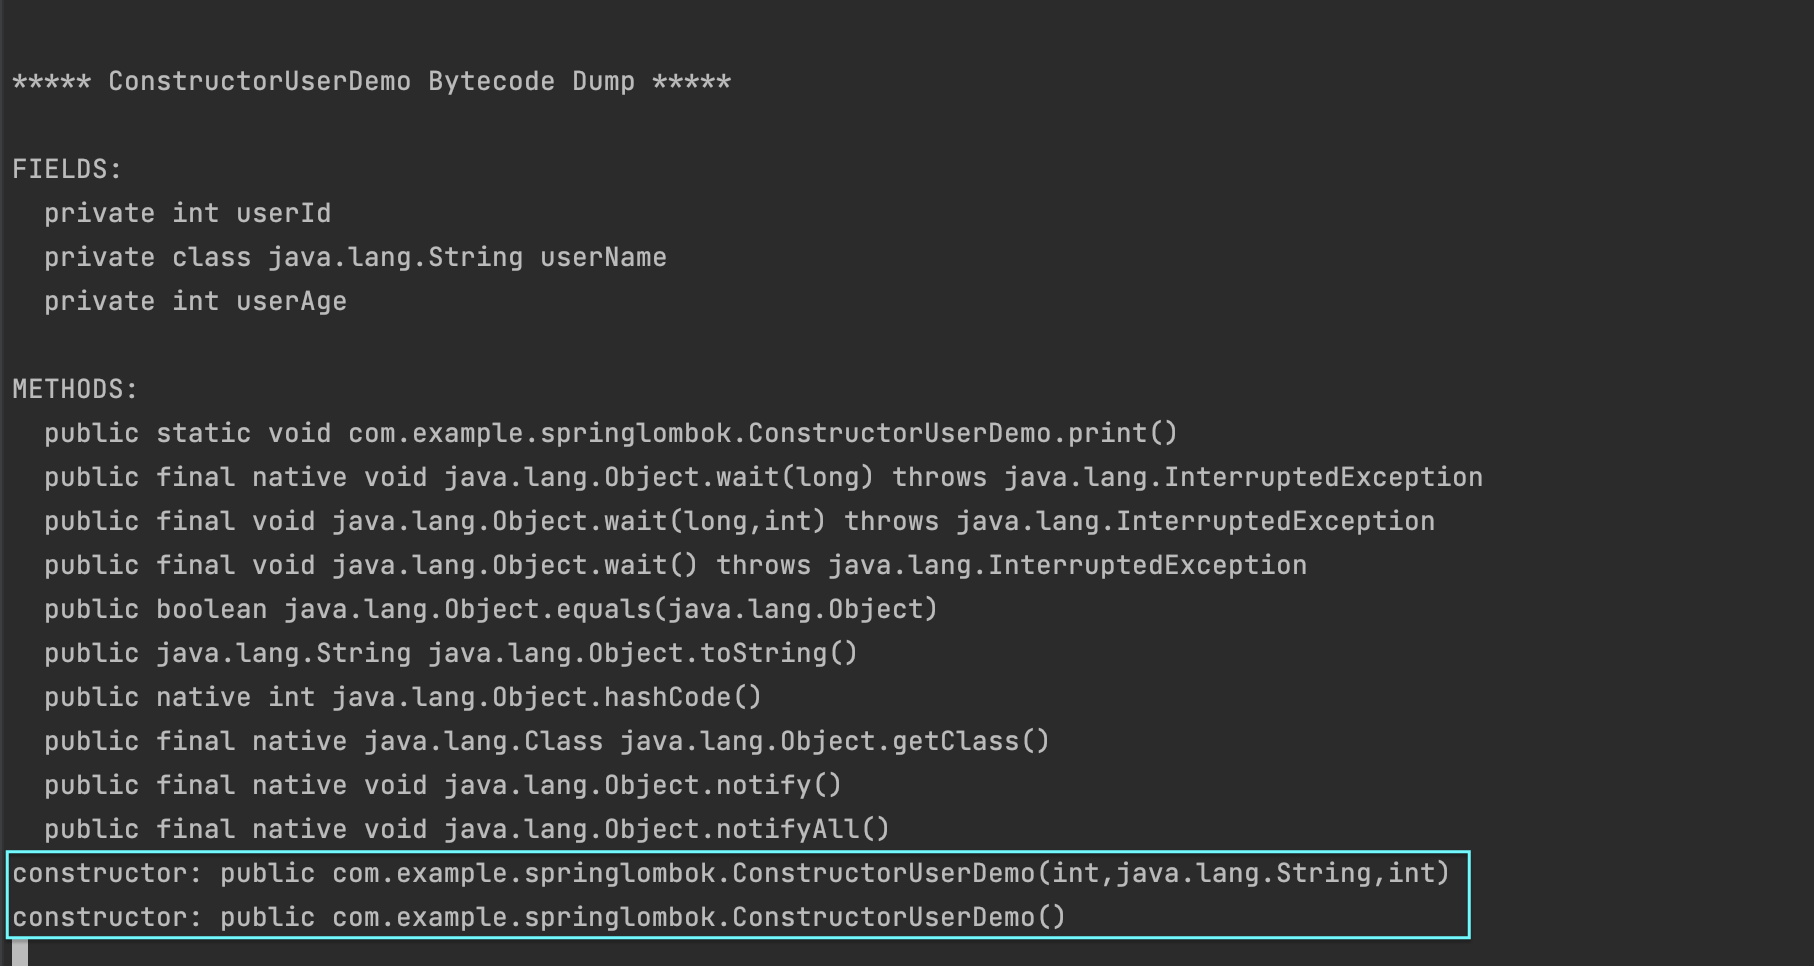 ***** ConstructorUserDemo Bytecode Dump *****
FIELDS:
private int userId
private class java.lang.String userName
private int userAge
METHODS:
public static void com.example.springlombok.ConstructorUserDemo.print()
public final native void java.lang.Object.wait(long) throws java.lang.InterruptedException
public final void java.lang.Object.wait(long,int) throws java.lang.InterruptedException
public final void java.lang.Object.wait() throws java.lang.InterruptedException
public boolean java.lang.Object.equals(java.lang.Object)
public java.lang.String java.lang.Object.toString()
public native int java.lang.Object.hashCode()
public final native java.lang.Class java.lang.Object.getClass()
public final native void java.lang.Object.notify()
public final native void java.lang.Object.notifyAll()
constructor: public com.example.springlombok.ConstructorUserDemo(int,java.lang.String,int)
constructor: public com.example.springlombok.ConstructorUserDemo()